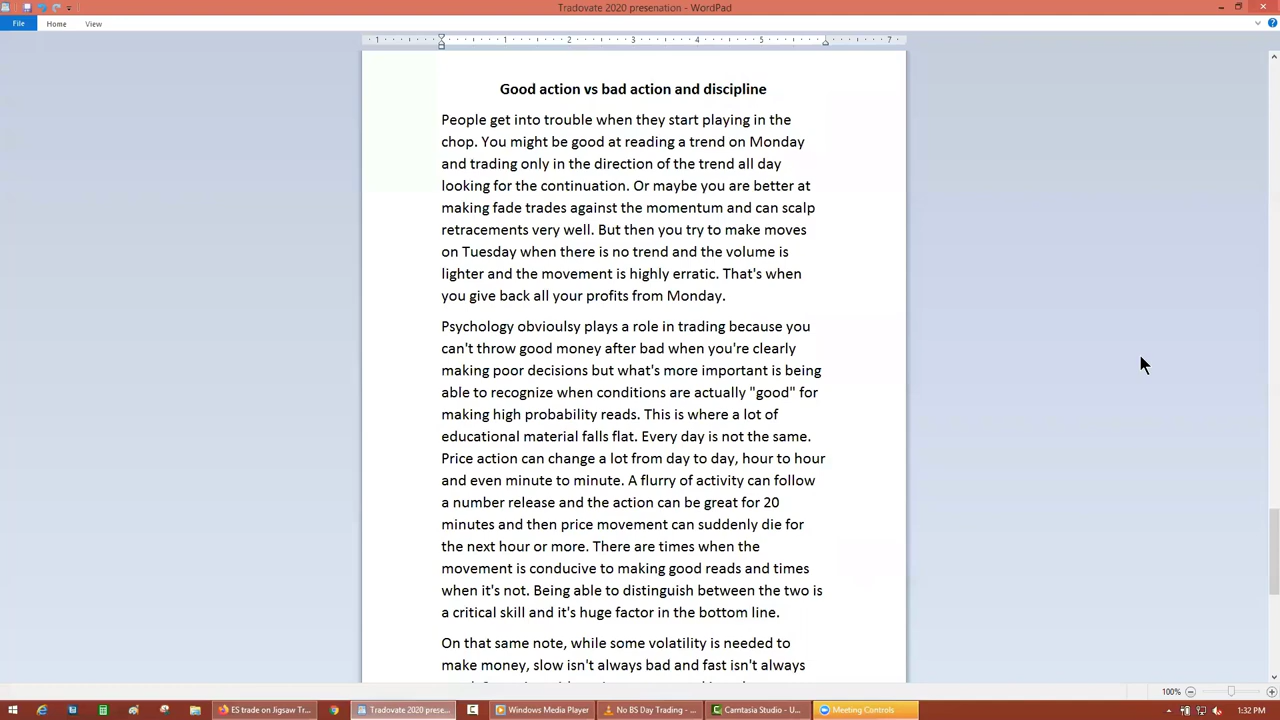 Tradovate 2020 presenation - WordPad
File Home View
1 1 2 3 4 5 7
Good action vs bad action and discipline
People get into trouble when they start playing in the
chop. You might be good at reading a trend on Monday
and trading only in the direction of the trend all day
looking for the continuation. Or maybe you are better at
making fade trades against the momentum and can scalp
retracements very well. But then you try to make moves
on Tuesday when there is no trend and the volume is
lighter and the movement is highly erratic. That's when
you give back all your profits from Monday.
Psychology obvioulsy plays a role in trading because you
can't throw good money after bad when you're clearly
making poor decisions but what's more important is being
able to recognize when conditions are actually "good" for
making high probability reads. This is where a lot of
educational material falls flat. Every day is not the same.
Price action can change a lot from day to day, hour to hour
and even minute to minute. A flurry of activity can follow
a number release and the action can be great for 20
minutes and then price movement can suddenly die for
the next hour or more. There are times when the
movement is conducive to making good reads and times
when it's not. Being able to distinguish between the two is
a critical skill and it's huge factor in the bottom line.
On that same note, while some volatility is needed to
make money, slow isn't always bad and fast isn't always
100%
ES trade on Jigsaw Tr... Tradovate 2020 prese... Windows Media Player No BS Day Trading - ... Camtasia Studio - U... Meeting Controls 1:32 PM